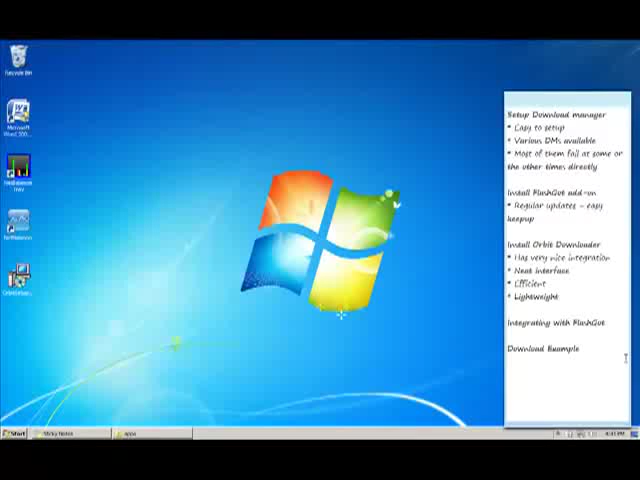 Recycle Bin
Microsoft
Setup Download manager
* Easy to setup
* Various DMs available
* Most of them fail at some or
the other times directly
Install FlashGot add-on
* Regular updates - easy
keepup
Install Orbit Downloader
* Has very nice integration
* Neat interface
* Efficient
* Lightweight
Integrating with FlashGot
Download Example
Start
Sticky Notes
apps